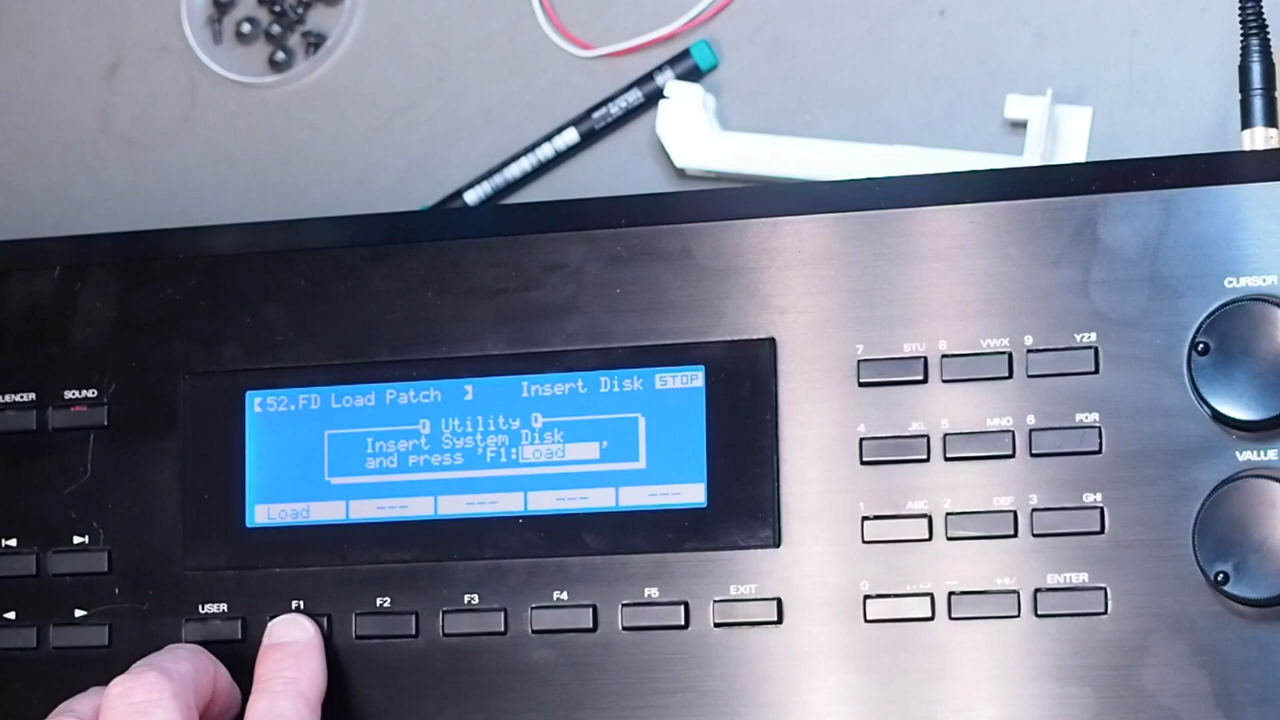 CURSOR
7 STU 8 VWX 9
SOUND
【52.FD Load Patch 】 Insert Disk STOP
Utility
Insert System Disk
and press 'F1:Load '
Load --- --- --- ---
4 JKL 5 MNO 6 PQR
VALUE
1 ABC 2 DEF 3 GHI
USER F1 F2 F3 F4 F5 EXIT
0 ENTER